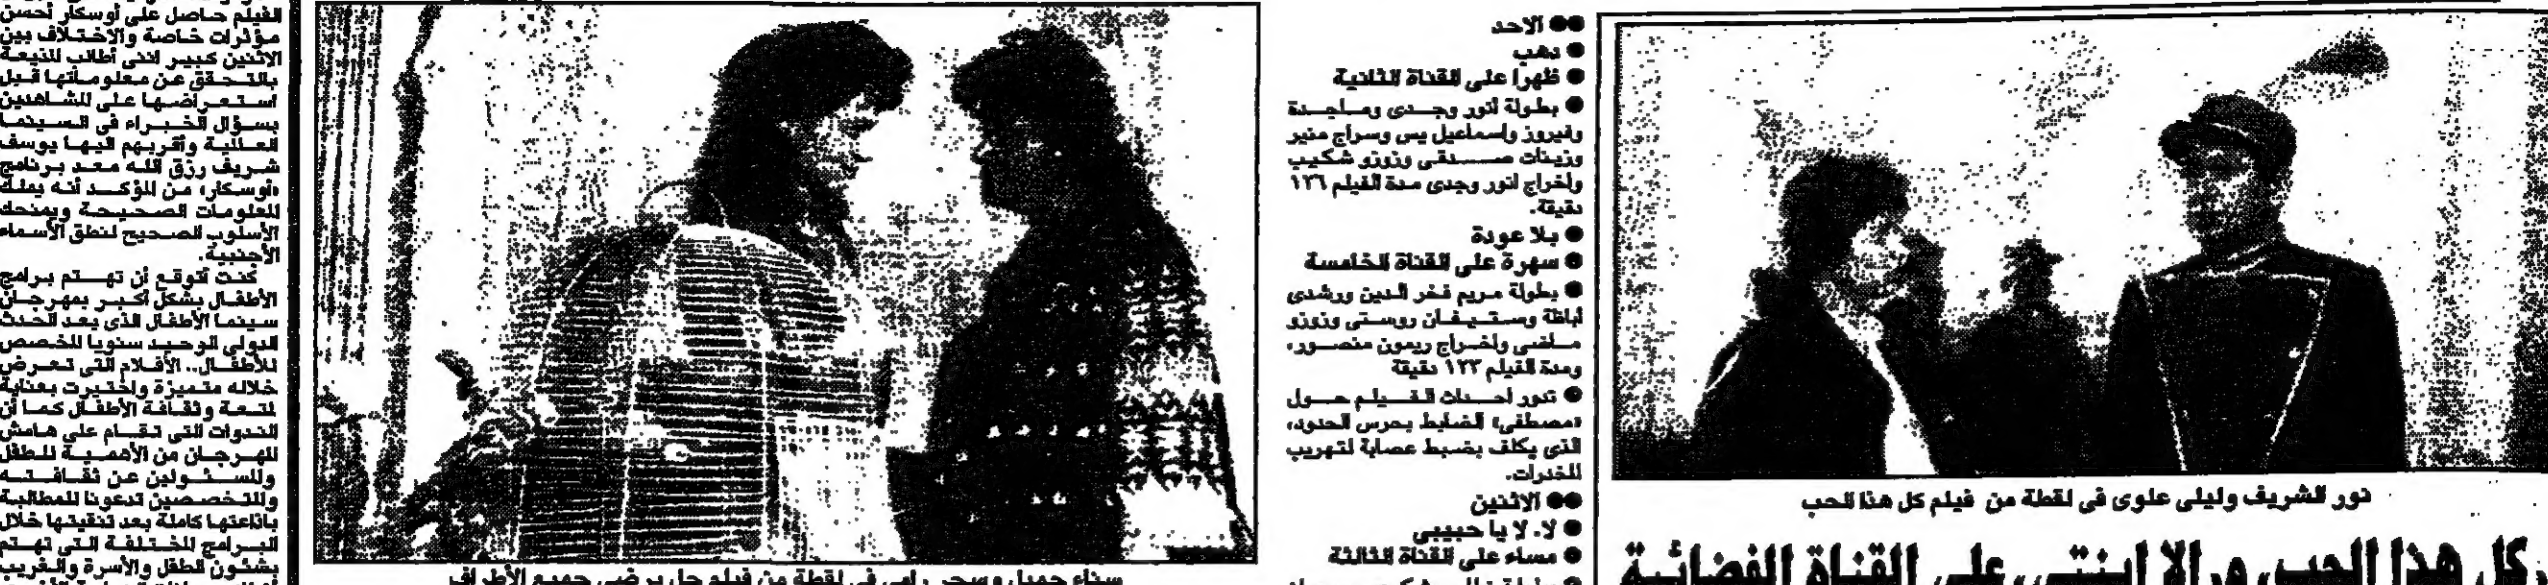 نور الشريف وليلى علوى فى لقطة من فيلم كل هذا الحب
كل هذا الحب، و إلا ابنتى، على القناة الفضائية
●● الاحد
● دهب
● ظهرا على القناة الثانية
● بطولة أنور وجدى وماجدة
وفيروز واسماعيل يس وسراج منير
وزينات صدقى وزوزو شكيب
واخراج أنور وجدى مدة الفيلم ١٢٦
دقيقة.
● بلا عودة
● سهرة على القناة الخامسة
● بطولة مريم فخر الدين ورشدى
أباظة وستيفان روستى وزوزو
ماضى واخراج ريمون منصور،
ومدة الفيلم ١٢٣ دقيقة
● تدور احداث الفيلم حول
«مصطفى» الضابط بحرس الحدود،
الذى يكلف بضبط عصابة لتهريب
المخدرات.
●● الاثنين
● لا. لا يا حبيبى
● مساء على القناة الثالثة
سناء جميل وسحر رامى فى لقطة من فيلم حل يرضى جميع الأطراف
الفيلم حاصل على أوسكار أحسن
مؤثرات خاصة والاختلاف بين
الاثنين كبير اننى أطالب المذيعة
بالتحقق عن معلوماتها قبل
استعراضها على المشاهدين
بسؤال الخبراء فى السينما
العالمية وأقربهم اليها يوسف
شريف رزق الله معد برنامج
«أوسكار» من المؤكد أنه يملك
المعلومات الصحيحة ويمنحك
الأسلوب الصحيح لنطق الأسماء
الأجنبية.
كنت أتوقع أن تهتم برامج
الأطفال بشكل أكبر بمهرجان
سينما الأطفال الذى يعد الحدث
الدولى الوحيد سنويا المخصص
للأطفال.. الأفلام التى تعرض
خلاله متميزة واختيرت بعناية
لمتعة وثقافة الأطفال كما أن
الندوات التى تقام على هامش
المهرجان من الأهمية للطفل
وللمسئولين عن ثقافته
وللمتخصصين تدعونا للمطالبة
باذاعتها كاملة بعد تنقيتها خلال
البرامج المختلفة التى تهتم
بشئون الطفل والأسرة والغريب